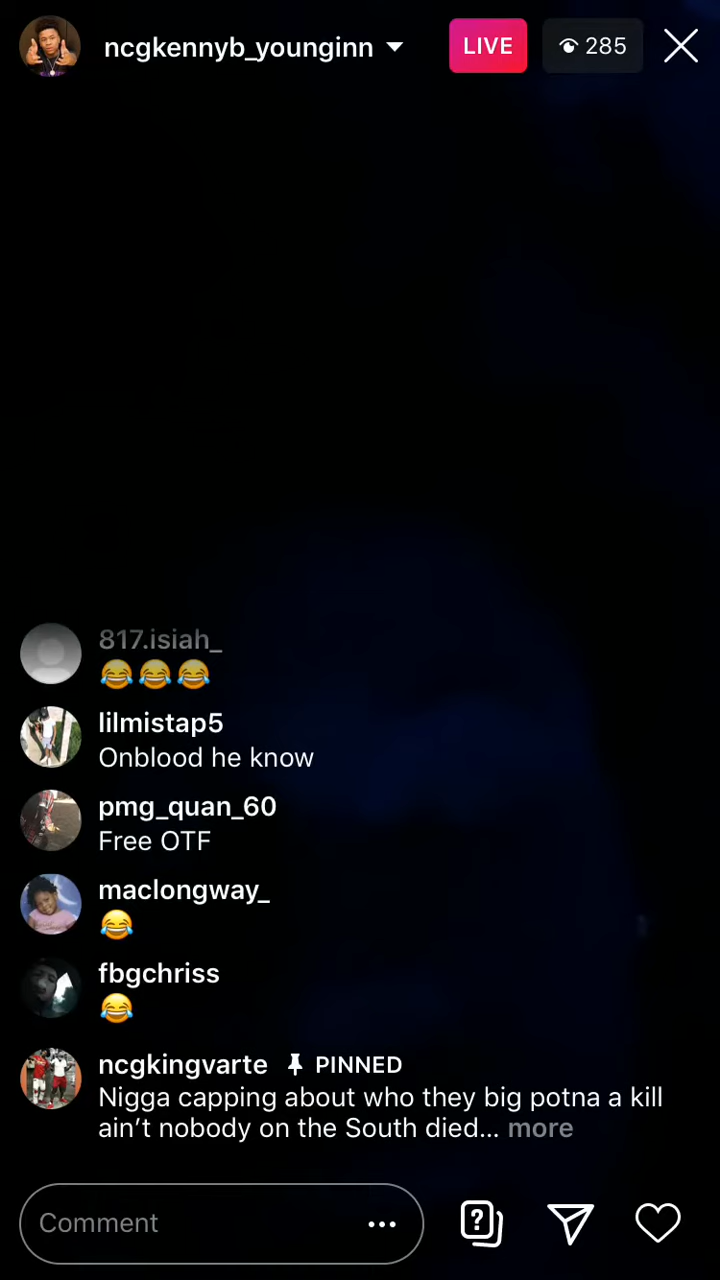 ncgkennyb_younginn
LIVE
285
817.isiah_
😂😂😂
lilmistap5
Onblood he know
pmg_quan_60
Free OTF
maclongway_
😂
fbgchriss
😂
ncgkingvarte PINNED
Nigga capping about who they big potna a kill
ain’t nobody on the South died... more
Comment